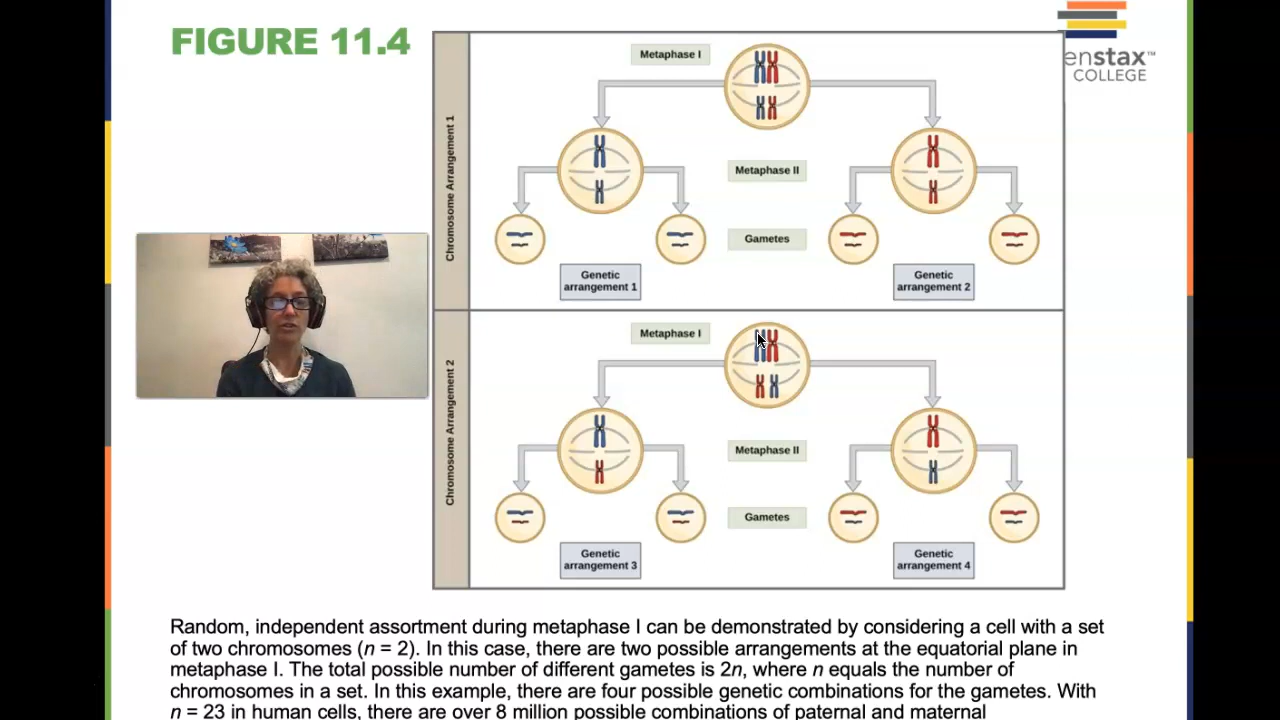 FIGURE 11.4
enstax™
COLLEGE
Chromosome Arrangement 1
Metaphase I
Metaphase II
Gametes
Genetic
arrangement 1
Genetic
arrangement 2
Chromosome Arrangement 2
Metaphase I
Metaphase II
Gametes
Genetic
arrangement 3
Genetic
arrangement 4
Random, independent assortment during metaphase I can be demonstrated by considering a cell with a set
of two chromosomes (n = 2). In this case, there are two possible arrangements at the equatorial plane in
metaphase I. The total possible number of different gametes is 2n, where n equals the number of
chromosomes in a set. In this example, there are four possible genetic combinations for the gametes. With
n = 23 in human cells, there are over 8 million possible combinations of paternal and maternal